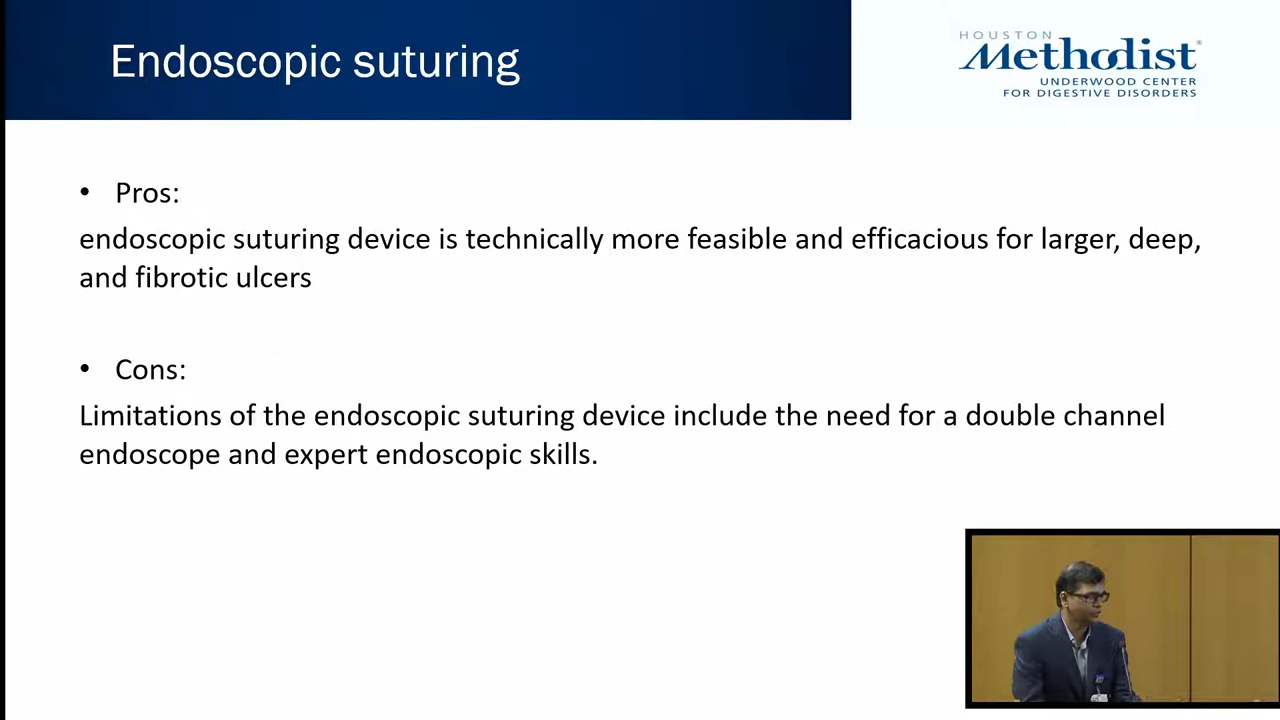 Endoscopic suturing
HOUSTON
Methodist®
UNDERWOOD CENTER
FOR DIGESTIVE DISORDERS
• Pros:
endoscopic suturing device is technically more feasible and efficacious for larger, deep,
and fibrotic ulcers
• Cons:
Limitations of the endoscopic suturing device include the need for a double channel
endoscope and expert endoscopic skills.